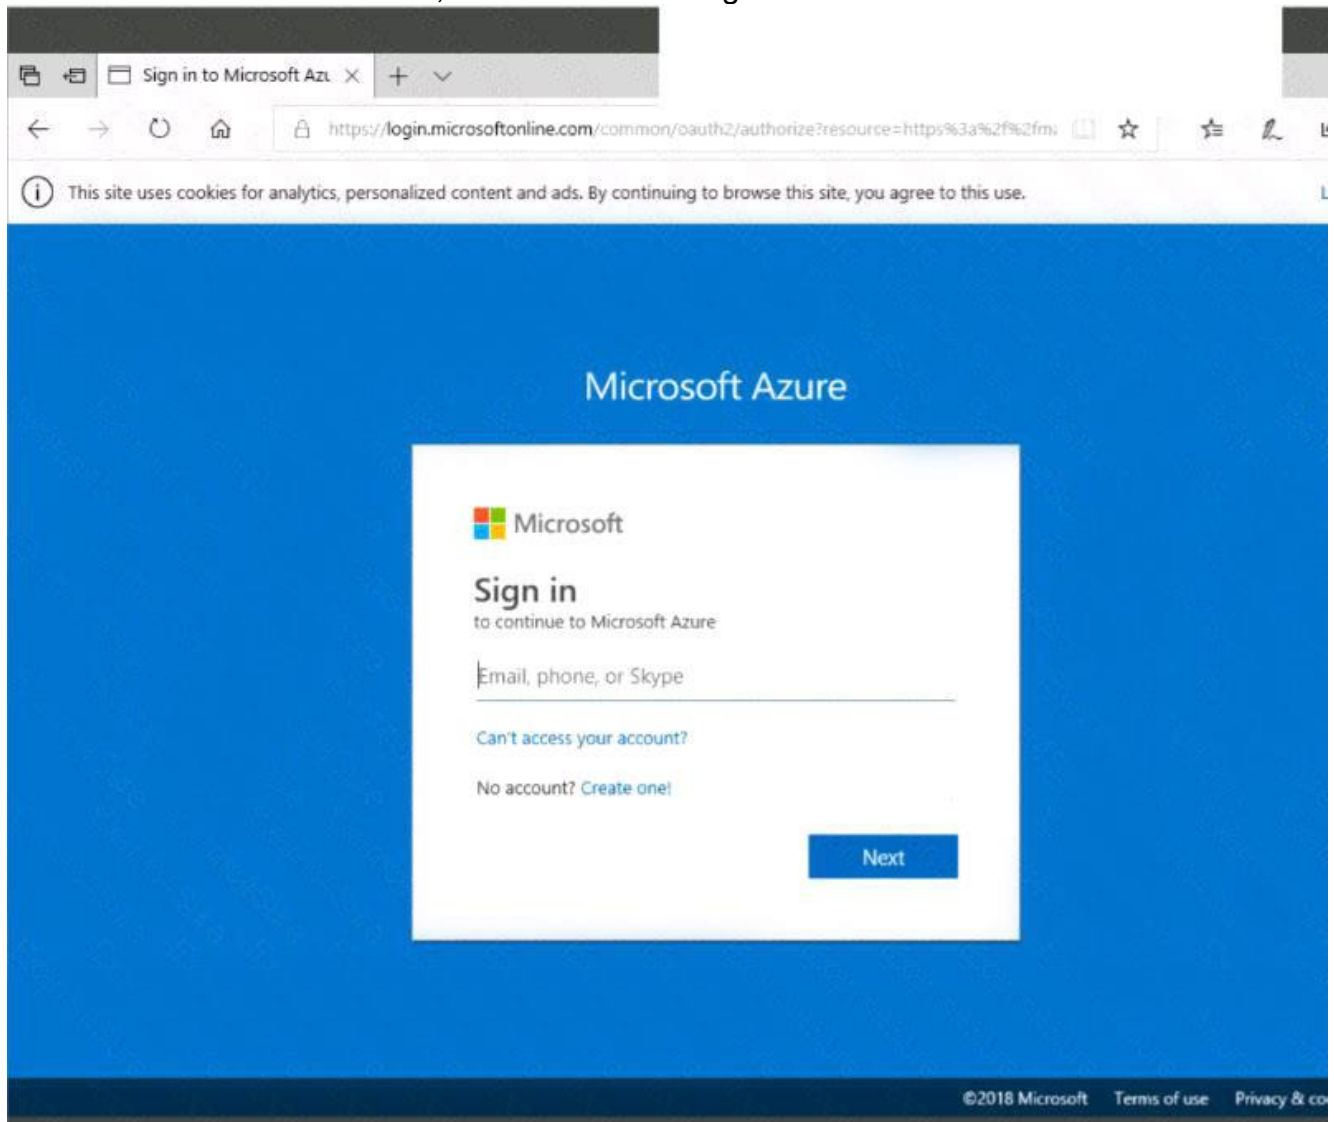 Sign in to Microsoft Azu
https://login.microsoftonline.com/common/oauth2/authorize?resource=https%3a%2f%2fma
This site uses cookies for analytics, personalized content and ads. By continuing to browse this site, you agree to this use.
L
Microsoft Azure
Microsoft
Sign in
to continue to Microsoft Azure
Email, phone, or Skype
Can't access your account?
No account? Create one!
Next
©2018 Microsoft Terms of use Privacy & co